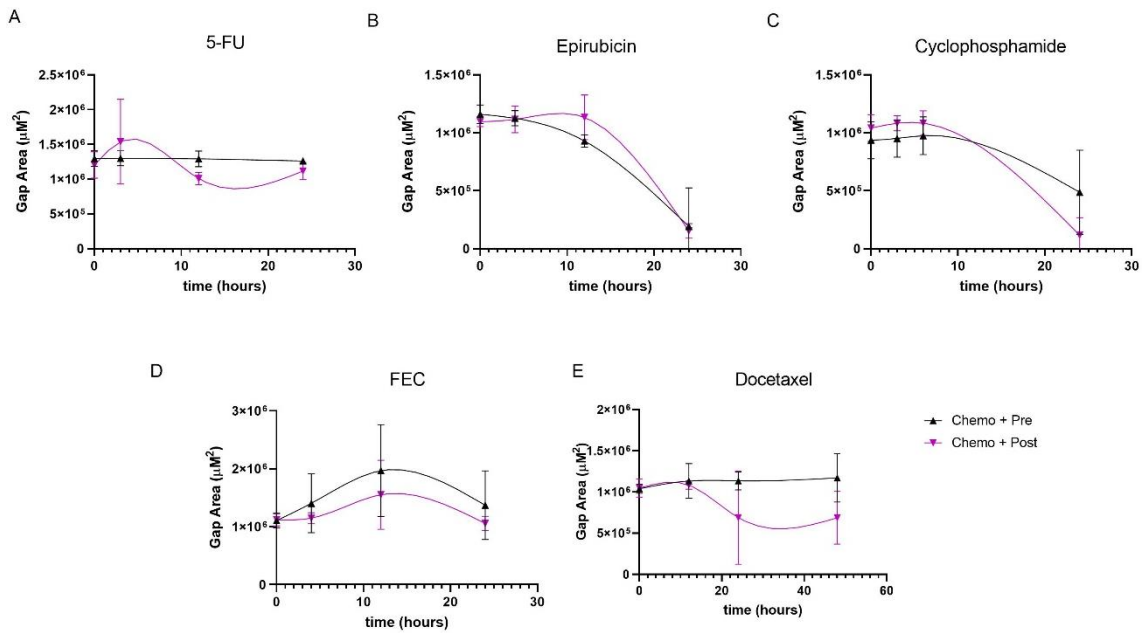 A
5-FU
2.5×10⁶
2×10⁶
1.5×10⁶
1×10⁶
5×10⁵
0
0
10
20
30
Gap Area (μM²)
time (hours)
B
Epirubicin
1.5×10⁶
1×10⁶
5×10⁵
0
0
10
20
30
Gap Area (μM²)
time (hours)
C
Cyclophosphamide
1.5×10⁶
1×10⁶
5×10⁵
0
0
10
20
30
Gap Area (μM²)
time (hours)
D
FEC
3×10⁶
2×10⁶
1×10⁶
0
0
10
20
30
Gap Area (μM²)
time (hours)
E
Docetaxel
2×10⁶
1.5×10⁶
1×10⁶
5×10⁵
0
0
20
40
60
Gap Area (μM²)
time (hours)
Chemo + Pre
Chemo + Post